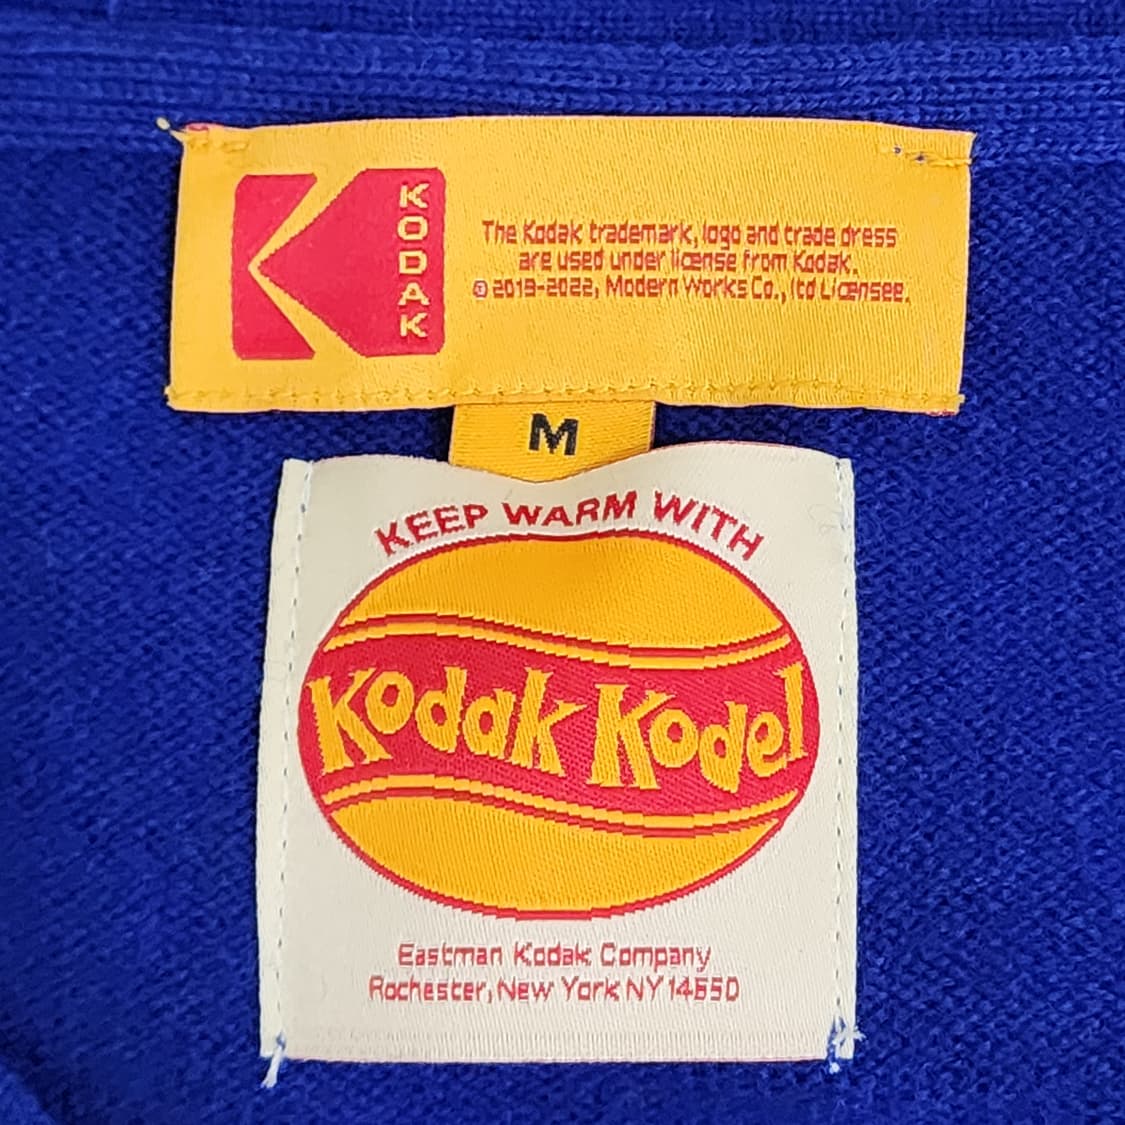 KODAK
The Kodak trademark, logo and trade dress
are used under license from Kodak.
© 2019-2022, Modern Works Co., ltd Licensee.
M
KEEP WARM WITH
Kodak Kodel
Eastman Kodak Company
Rochester, New York NY 14650